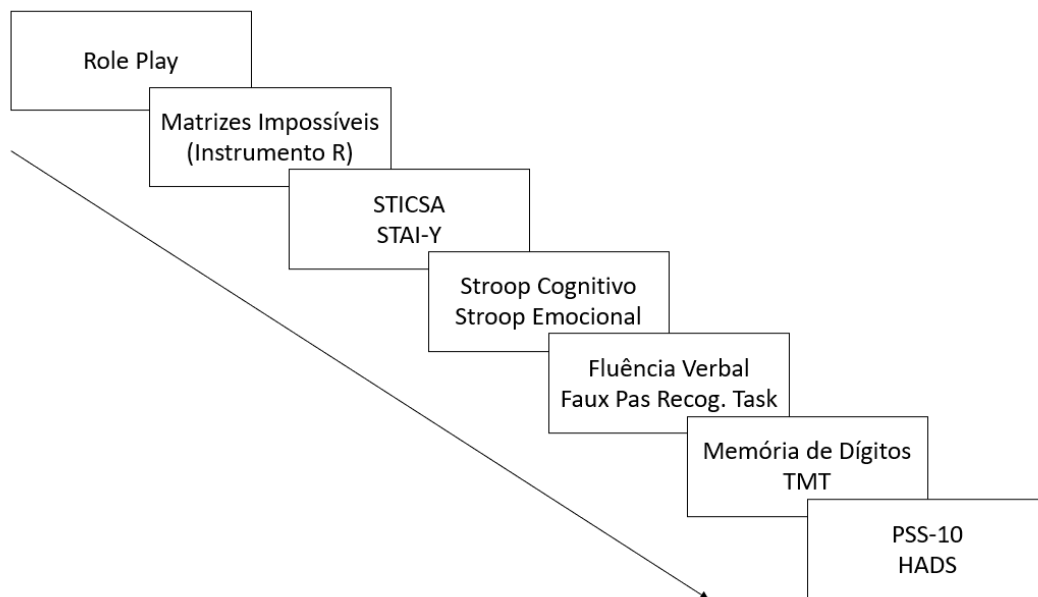 Role Play
Matrizes Impossíveis
(Instrumento R)
STICSA
STAI-Y
Stroop Cognitivo
Stroop Emocional
Fluência Verbal
Faux Pas Recog. Task
Memória de Dígitos
TMT
PSS-10
HADS